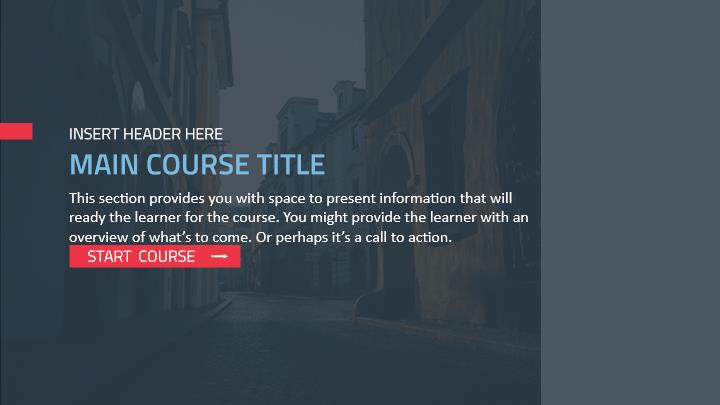 INSERT HEADER HERE
MAIN COURSE TITLE
This section provides you with space to present information that will
ready the learner for the course. You might provide the learner with an
overview of what’s to come. Or perhaps it’s a call to action.
START COURSE